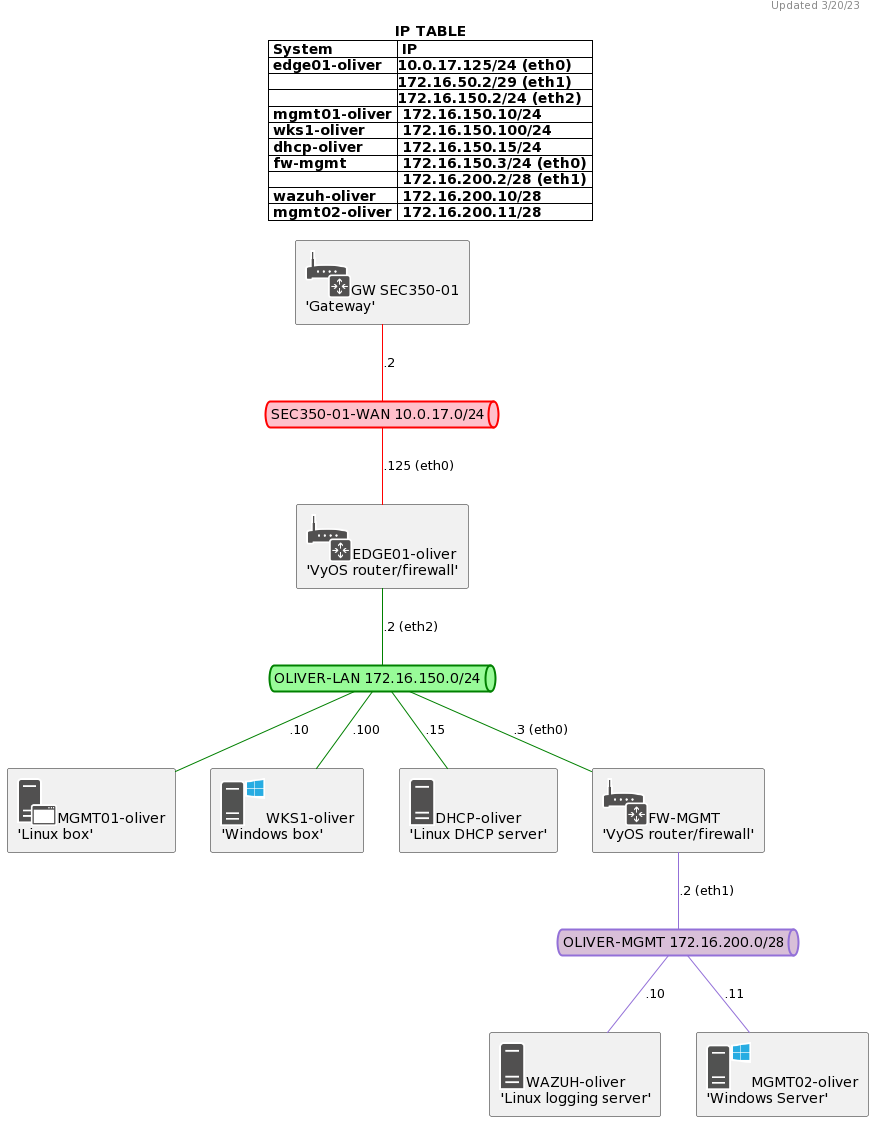 Updated 3/20/23
IP TABLE
System IP
edge01-oliver 10.0.17.125/24 (eth0)
172.16.50.2/29 (eth1)
172.16.150.2/24 (eth2)
mgmt01-oliver 172.16.150.10/24
wks1-oliver 172.16.150.100/24
dhcp-oliver 172.16.150.15/24
fw-mgmt 172.16.150.3/24 (eth0)
172.16.200.2/28 (eth1)
wazuh-oliver 172.16.200.10/28
mgmt02-oliver 172.16.200.11/28
GW SEC350-01
'Gateway'
.2
SEC350-01-WAN 10.0.17.0/24
.125 (eth0)
EDGE01-oliver
'VyOS router/firewall'
.2 (eth2)
OLIVER-LAN 172.16.150.0/24
.10 .100 .15 .3 (eth0)
MGMT01-oliver
'Linux box'
WKS1-oliver
'Windows box'
DHCP-oliver
'Linux DHCP server'
FW-MGMT
'VyOS router/firewall'
.2 (eth1)
OLIVER-MGMT 172.16.200.0/28
.10 .11
WAZUH-oliver
'Linux logging server'
MGMT02-oliver
'Windows Server'